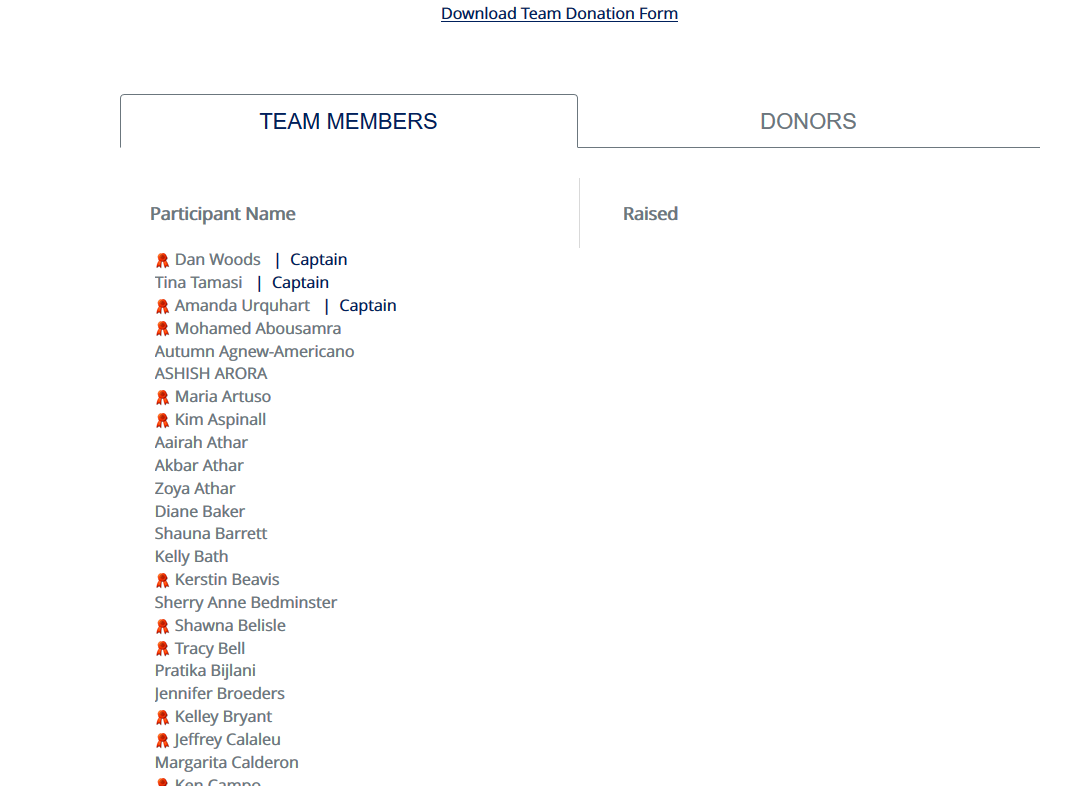 Download Team Donation Form
TEAM MEMBERS
DONORS
Participant Name
Raised
Dan Woods | Captain
Tina Tamasi | Captain
Amanda Urquhart | Captain
Mohamed Abousamra
Autumn Agnew-Americano
ASHISH ARORA
Maria Artuso
Kim Aspinall
Aairah Athar
Akbar Athar
Zoya Athar
Diane Baker
Shauna Barrett
Kelly Bath
Kerstin Beavis
Sherry Anne Bedminster
Shawna Belisle
Tracy Bell
Pratika Bijlani
Jennifer Broeders
Kelley Bryant
Jeffrey Calaleu
Margarita Calderon
Ken Campo